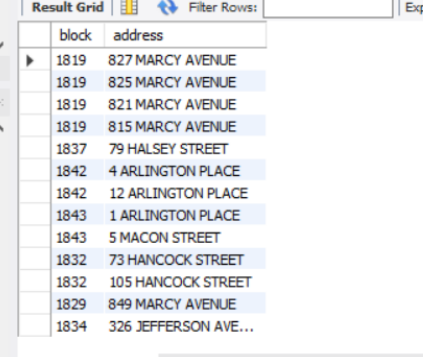 Result Grid Filter Rows: Exp
block address
1819 827 MARCY AVENUE
1819 825 MARCY AVENUE
1819 821 MARCY AVENUE
1819 815 MARCY AVENUE
1837 79 HALSEY STREET
1842 4 ARLINGTON PLACE
1842 12 ARLINGTON PLACE
1843 1 ARLINGTON PLACE
1843 5 MACON STREET
1832 73 HANCOCK STREET
1832 105 HANCOCK STREET
1829 849 MARCY AVENUE
1834 326 JEFFERSON AVE...